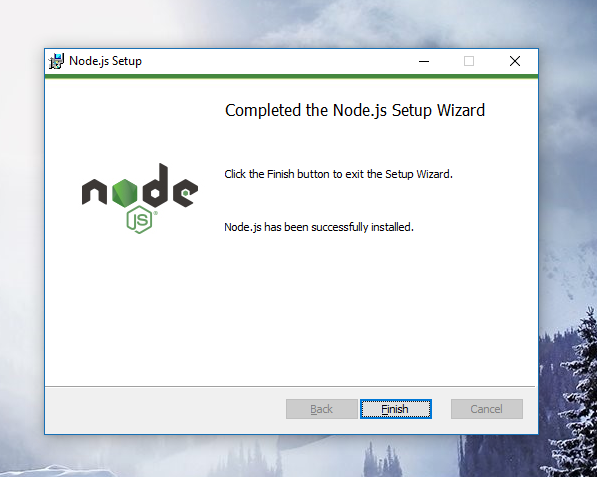 Node.js Setup
Completed the Node.js Setup Wizard
Click the Finish button to exit the Setup Wizard.
node
JS®
Node.js has been successfully installed.
Back Finish Cancel